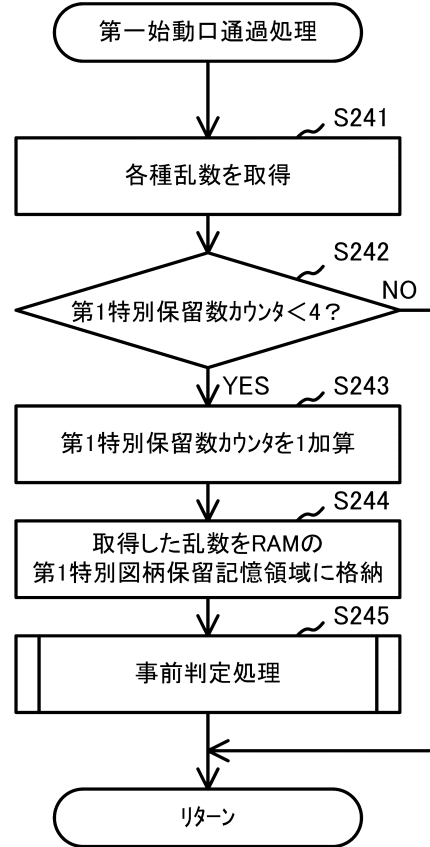 第一始動口通過処理
S241
各種乱数を取得
S242
第1特別保留数カウンタ<4?
NO
YES
S243
第1特別保留数カウンタを1加算
S244
取得した乱数をRAMの
第1特別図柄保留記憶領域に格納
S245
事前判定処理
リターン